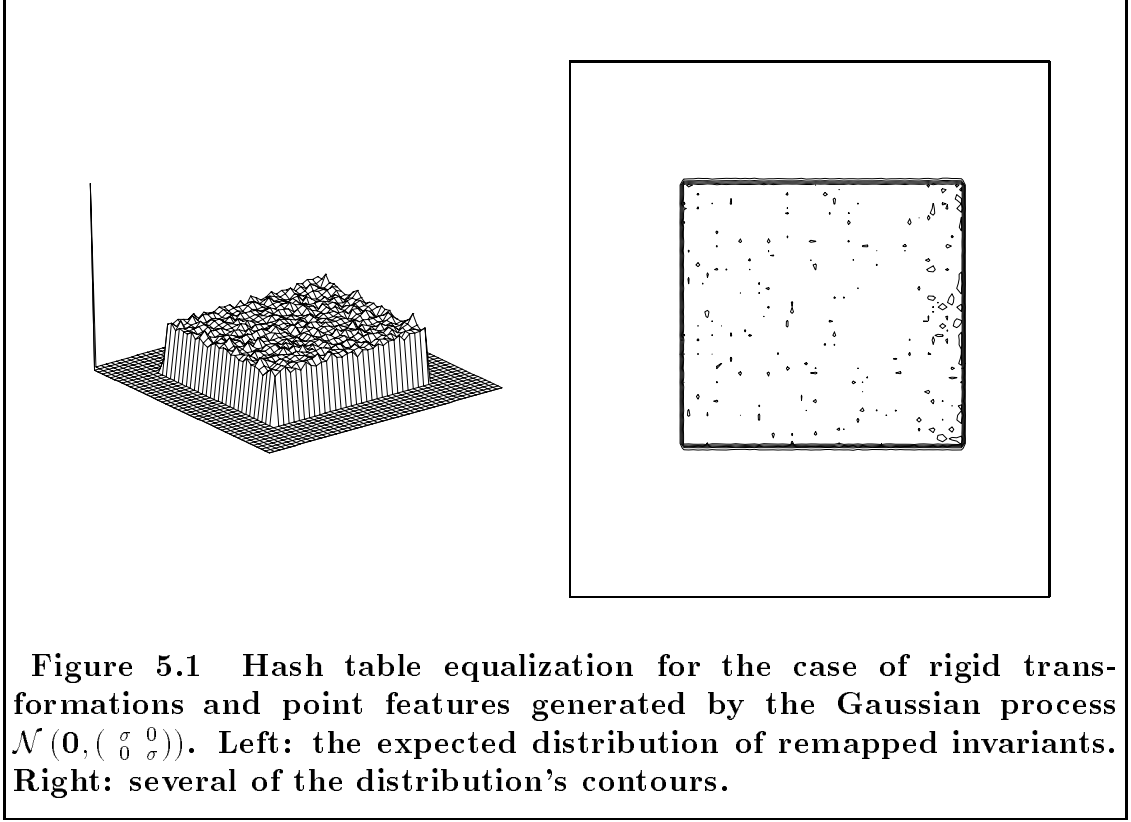 Figure 5.1 Hash table equalization for the case of rigid trans-
formations and point features generated by the Gaussian process
𝒩(0, ( σ 0 0 σ )). Left: the expected distribution of remapped invariants.
Right: several of the distribution's contours.